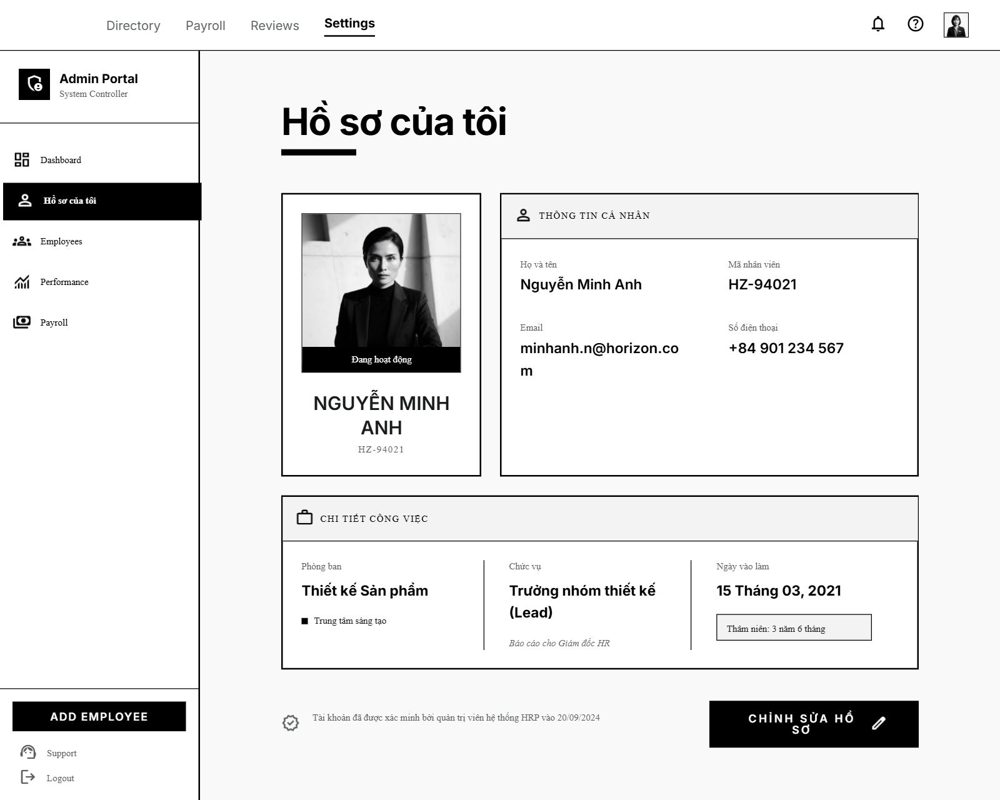 Directory Payroll Reviews Settings
Admin Portal
System Controller
Dashboard
Hồ sơ của tôi
Employees
Performance
Payroll
ADD EMPLOYEE
Support
Logout
Hồ sơ của tôi
Đang hoạt động
NGUYỄN MINH
ANH
HZ-94021
THÔNG TIN CÁ NHÂN
Họ và tên
Nguyễn Minh Anh
Mã nhân viên
HZ-94021
Email
minhanh.n@horizon.co
m
Số điện thoại
+84 901 234 567
CHI TIẾT CÔNG VIỆC
Phòng ban
Thiết kế Sản phẩm
Trung tâm sáng tạo
Chức vụ
Trưởng nhóm thiết kế
(Lead)
Báo cáo cho Giám đốc HR
Ngày vào làm
15 Tháng 03, 2021
Thâm niên: 3 năm 6 tháng
Tài khoản đã được xác minh bởi quản trị viên hệ thống HRP vào 20/09/2024
CHỈNH SỬA HỒ
SƠ